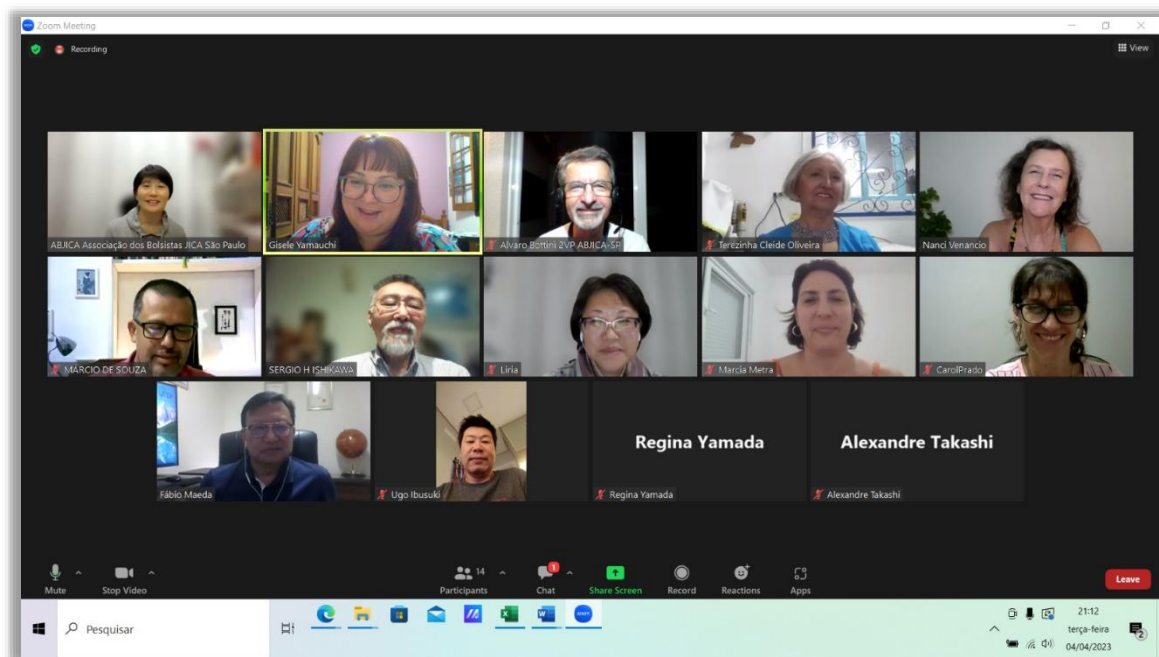 Zoom Meeting
Recording
View
ABJICA Associação dos Bolsistas JICA São Paulo
Gisele Yamauchi
Alvaro Bottini 2VP ABJICA-SP
Terezinha Cleide Oliveira
Nanci Venancio
MÁRCIO DE SOUZA
SERGIO H ISHIKAWA
Liria
Marcia Metra
CarolPrado
Fábio Maeda
Ugo Ibusuki
Regina Yamada
Regina Yamada
Alexandre Takashi
Alexandre Takashi
Mute
Stop Video
14
Participants
1
Chat
Share Screen
Record
Reactions
Apps
Leave
Pesquisar
21:12
terça-feira
04/04/2023
2